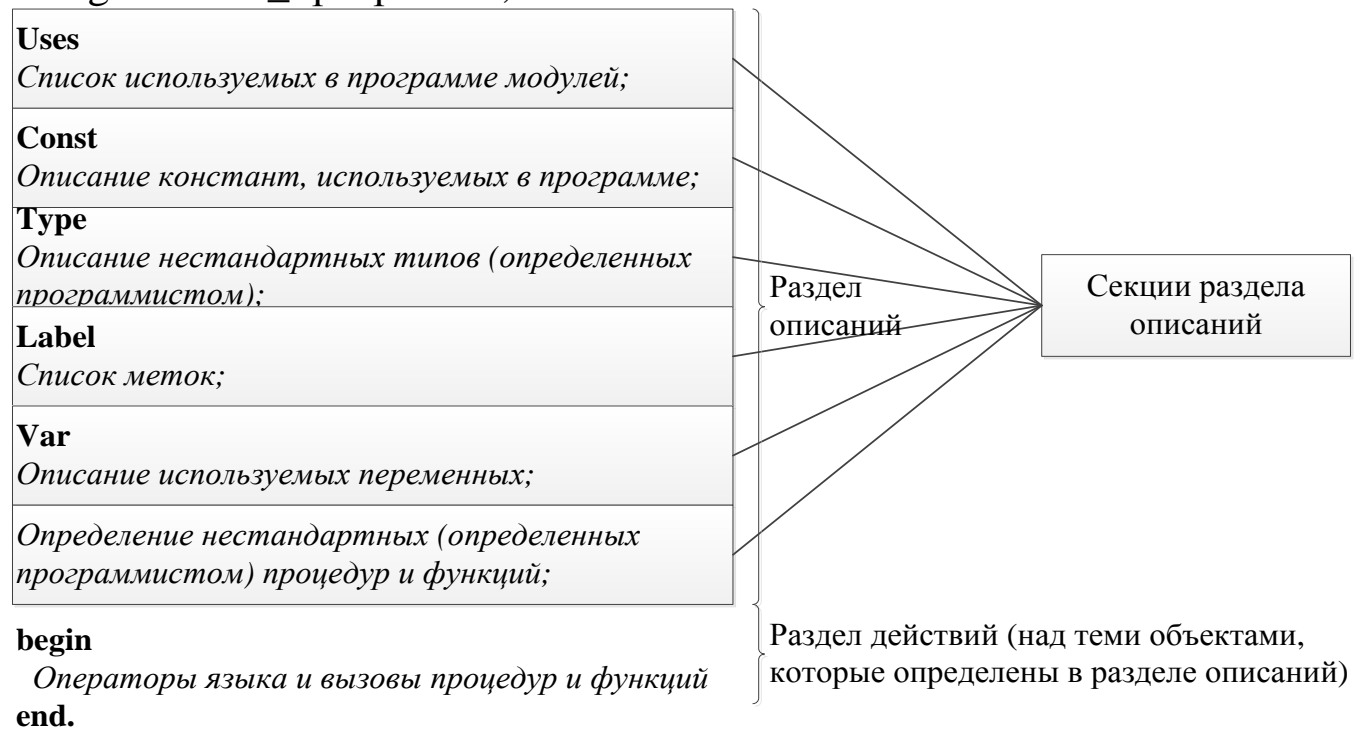 Uses
Список используемых в программе модулей;
Const
Описание констант, используемых в программе;
Type
Описание нестандартных типов (определенных
программистом);
Label
Список меток;
Var
Описание используемых переменных;
Определение нестандартных (определенных
программистом) процедур и функций;
Раздел
описаний
Секции раздела
описаний
begin
Операторы языка и вызовы процедур и функций
end.
Раздел действий (над теми объектами,
которые определены в разделе описаний)